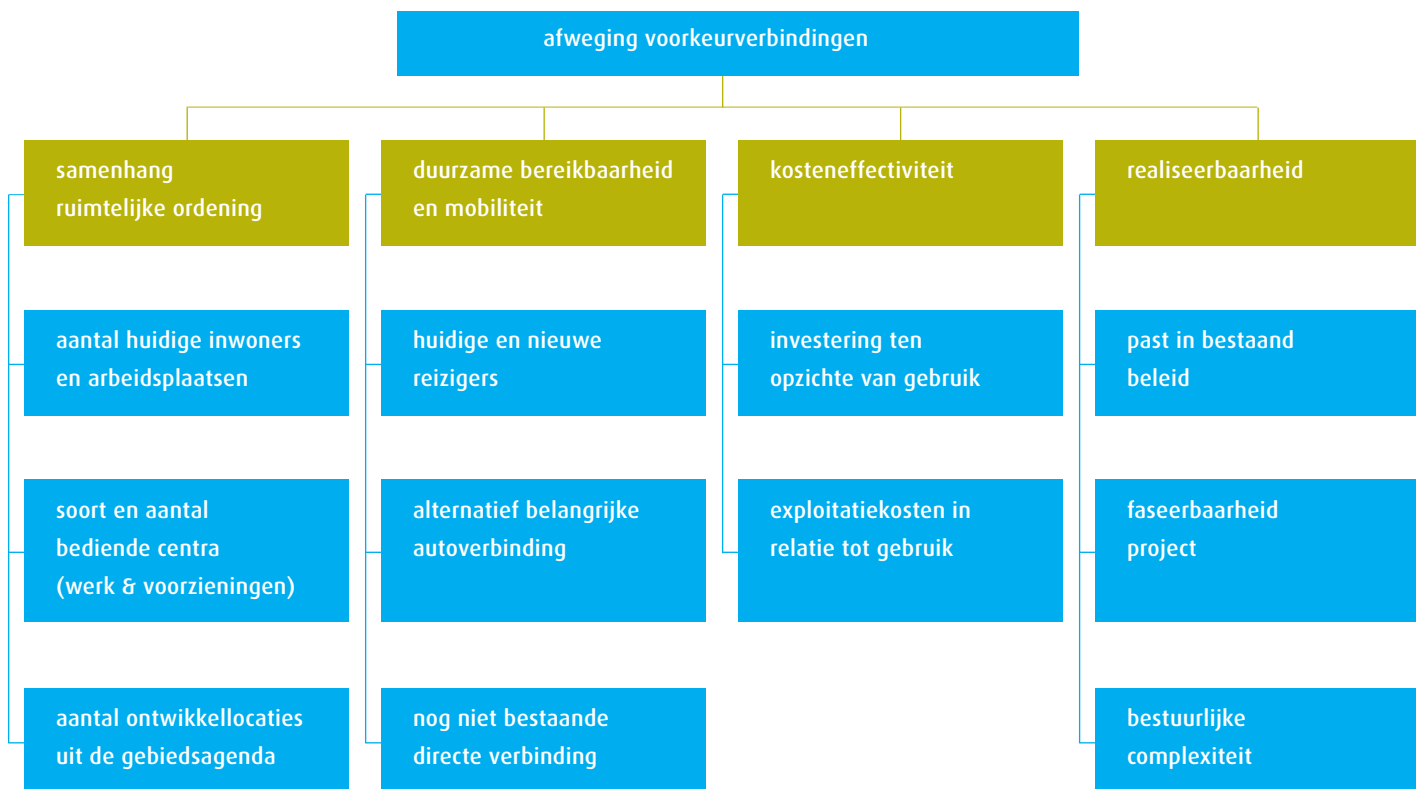 afweging voorkeurverbindingen
samenhang
ruimtelijke ordening
duurzame bereikbaarheid
en mobiliteit
kosteneffectiviteit
realiseerbaarheid
aantal huidige inwoners
en arbeidsplaatsen
huidige en nieuwe
reizigers
investering ten
opzichte van gebruik
past in bestaand
beleid
soort en aantal
bediende centra
(werk & voorzieningen)
alternatief belangrijke
autoverbinding
exploitatiekosten in
relatie tot gebruik
faseerbaarheid
project
aantal ontwikkellocaties
uit de gebiedsagenda
nog niet bestaande
directe verbinding
bestuurlijke
complexiteit